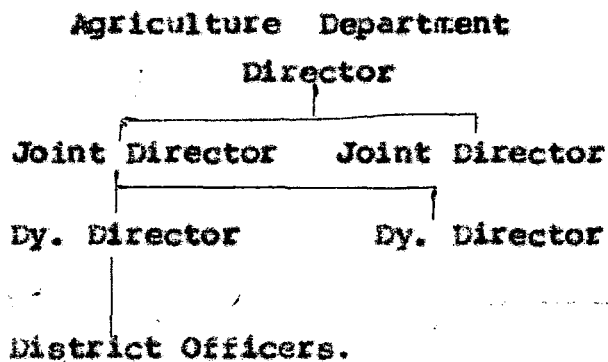 Agriculture Department
Director
Joint Director Joint Director
Dy. Director Dy. Director
District Officers.